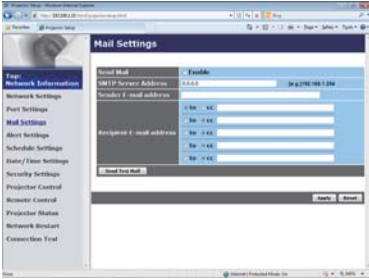 Mail Settings
Top:
Network Information
Network Settings
Port Settings
Mail Settings
Alert Settings
Schedule Settings
Date/Time Settings
Security Settings
Projector Control
Remote Control
Projector Status
Network Restart
Connection Test
Send Mail
Enable
SMTP Server Address
0.0.0.0
[e.g.]192.168.1.254
Sender E-mail address
Recipient E-mail address
to cc
to cc
to cc
to cc
to cc
Send Test Mail
Apply
Reset